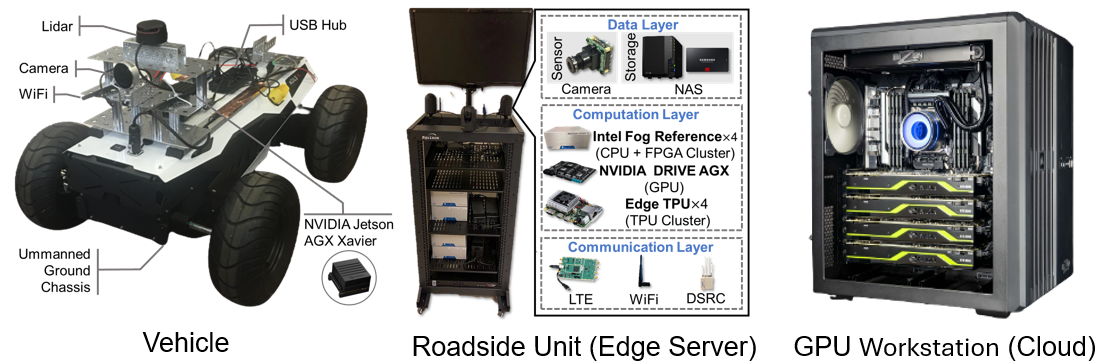 Lidar
USB Hub
Camera
WiFi
NVIDIA Jetson
AGX Xavier
Ummanned
Ground
Chassis
Vehicle
Data Layer
Sensor
Storage
Camera
NAS
Computation Layer
Intel Fog Reference×4
(CPU + FPGA Cluster)
NVIDIA DRIVE AGX
(GPU)
Edge TPU×4
(TPU Cluster)
Communication Layer
LTE
WiFi
DSRC
Roadside Unit (Edge Server)
GPU Workstation (Cloud)